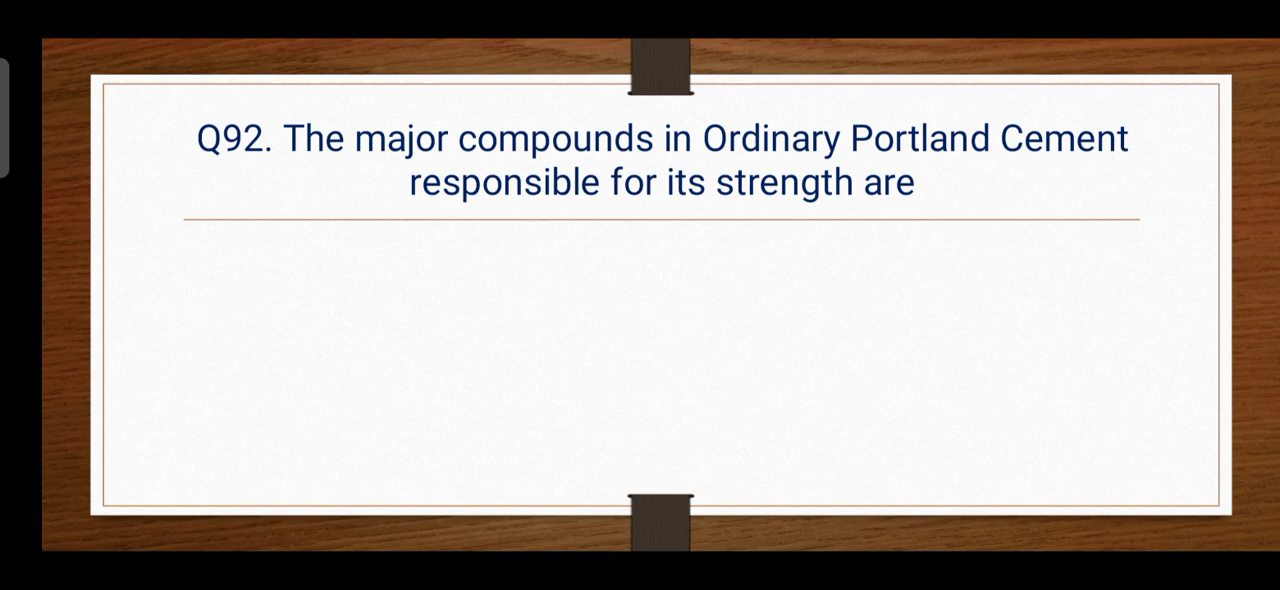 Q92. The major compounds in Ordinary Portland Cement
responsible for its strength are